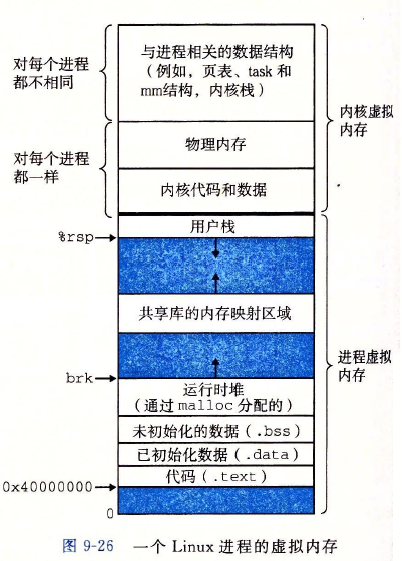 对每个进程
都不相同
与进程相关的数据结构
（例如，页表、task 和
mm结构，内核栈）
物理内存
内核代码和数据
对每个进程
都一样
内核虚拟
内存
用户栈
%rsp
共享库的内存映射区域
brk
运行时堆
（通过 malloc 分配的）
未初始化的数据（.bss）
已初始化数据（.data）
代码（.text）
0x40000000
0
进程虚拟
内存
图 9-26 一个 Linux 进程的虚拟内存